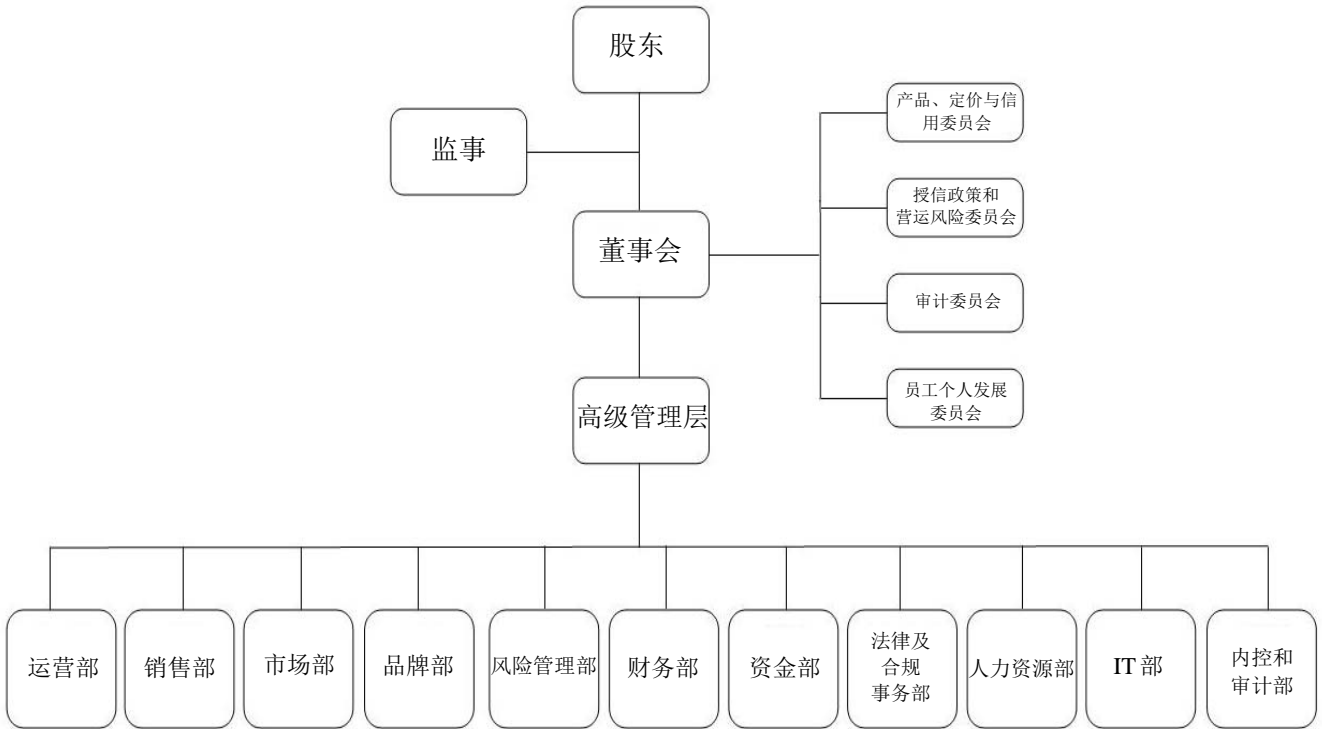 股东
监事
产品、定价与信
用委员会
授信政策和
营运风险委员会
董事会
审计委员会
高级管理层
员工个人发展
委员会
运营部
销售部
市场部
品牌部
风险管理部
财务部
资金部
法律及
合规
事务部
人力资源部
IT 部
内控和
审计部